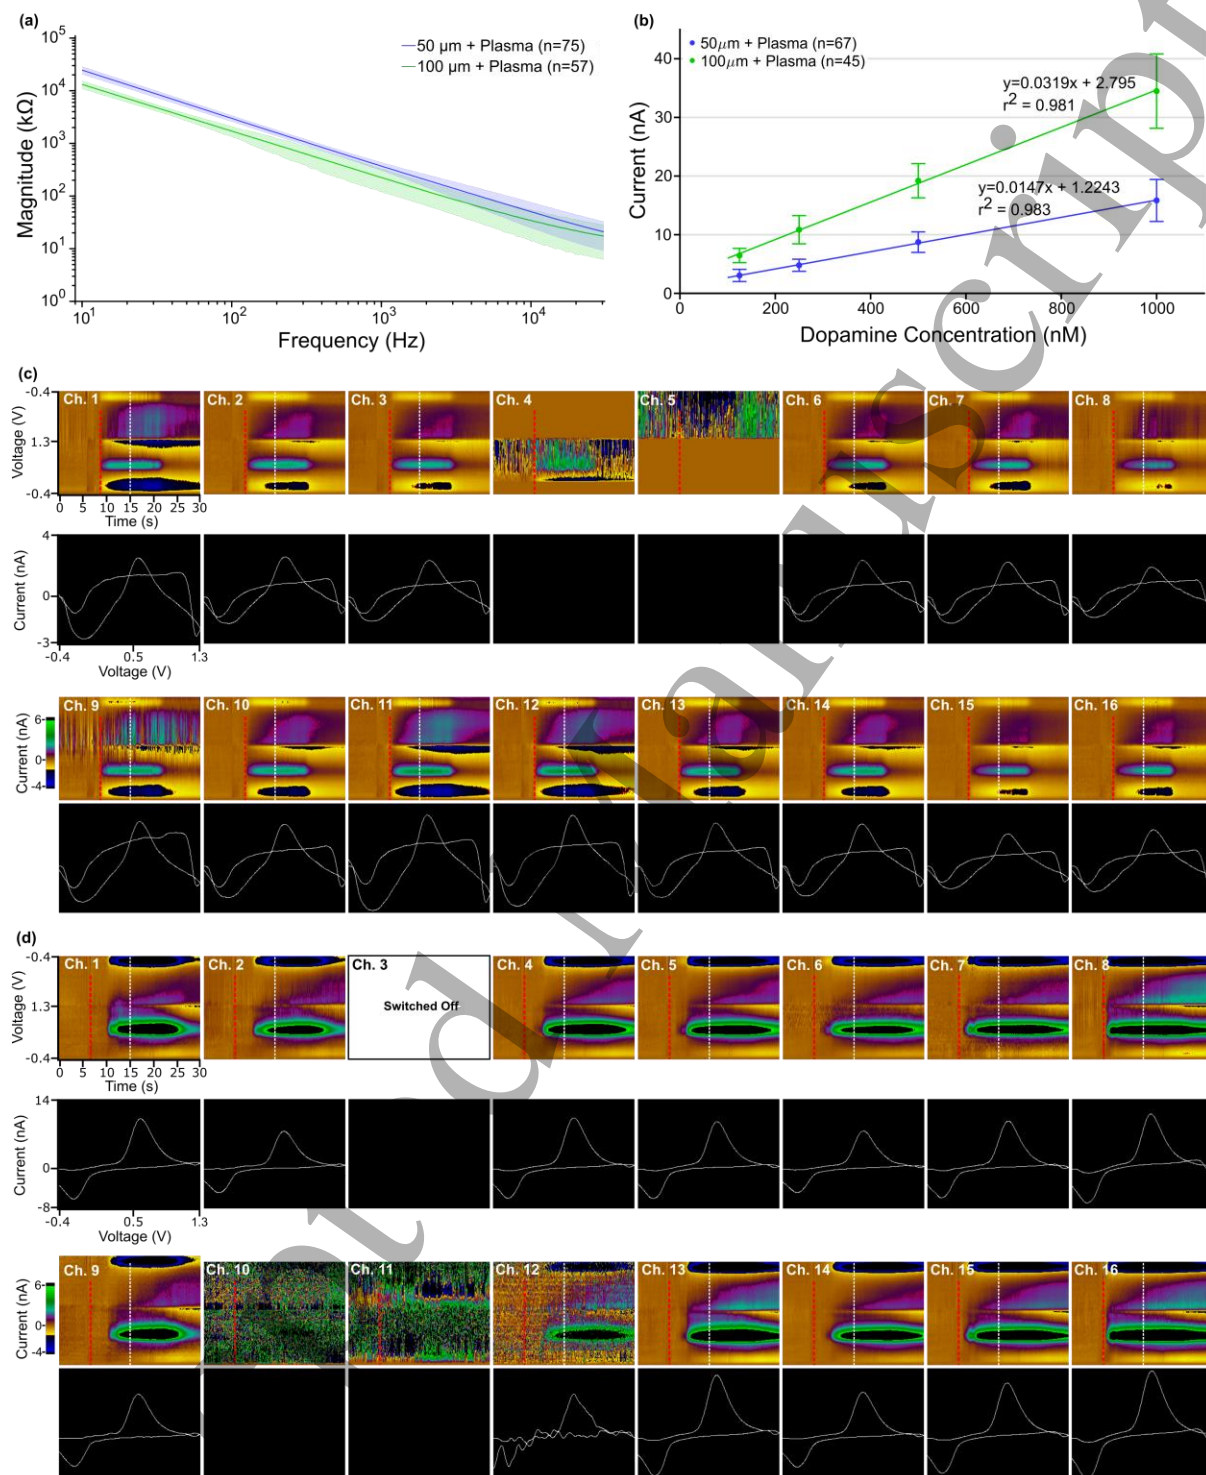 (a)
10^5
10^4
10^3
10^2
10^1
10^0
Magnitude (kΩ)
50 µm + Plasma (n=75)
100 µm + Plasma (n=57)
10^1
10^2
10^3
10^4
Frequency (Hz)
(b)
50µm + Plasma (n=67)
100µm + Plasma (n=45)
y=0.0319x + 2.795
r^2 = 0.981
y=0.0147x + 1.2243
r^2 = 0.983
Current (nA)
40
30
20
10
0
0
200
400
600
800
1000
Dopamine Concentration (nM)
(c)
Ch. 1
Ch. 2
Ch. 3
Ch. 4
Ch. 5
Ch. 6
Ch. 7
Ch. 8
Voltage (V)
-0.4
1.3
-0.4
0 5 10 15 20 25 30
Time (s)
Current (nA)
4
0
-3
-0.4 0.5 1.3
Voltage (V)
Ch. 9
Ch. 10
Ch. 11
Ch. 12
Ch. 13
Ch. 14
Ch. 15
Ch. 16
Current (nA)
6
0
-4
(d)
Ch. 1
Ch. 2
Ch. 3
Switched Off
Ch. 4
Ch. 5
Ch. 6
Ch. 7
Ch. 8
Voltage (V)
-0.4
1.3
-0.4
0 5 10 15 20 25 30
Time (s)
Current (nA)
14
0
-8
-0.4 0.5 1.3
Voltage (V)
Ch. 9
Ch. 10
Ch. 11
Ch. 12
Ch. 13
Ch. 14
Ch. 15
Ch. 16
Current (nA)
6
0
-4